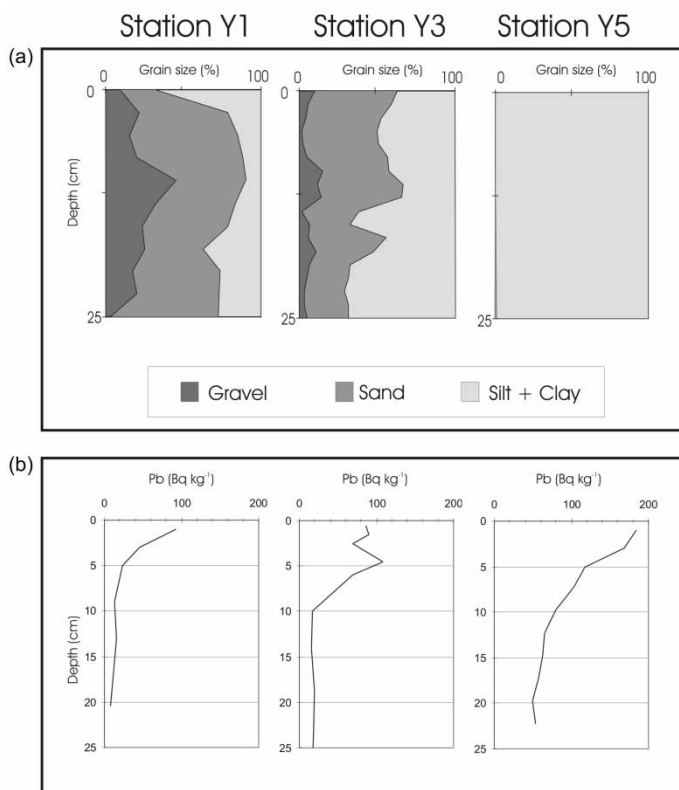 Station Y1 Station Y3 Station Y5
(a)
Grain size (%) Grain size (%) Grain size (%)
0 100 0 100 0 100
0 0 0
Depth (cm)
25 25 25
Gravel Sand Silt + Clay
(b)
Pb (Bq kg-1) Pb (Bq kg-1) Pb (Bq kg-1)
0 100 200 0 100 200 0 100 200
0 0 0
5 5 5
10 10 10
Depth (cm)
15 15 15
20 20 20
25 25 25